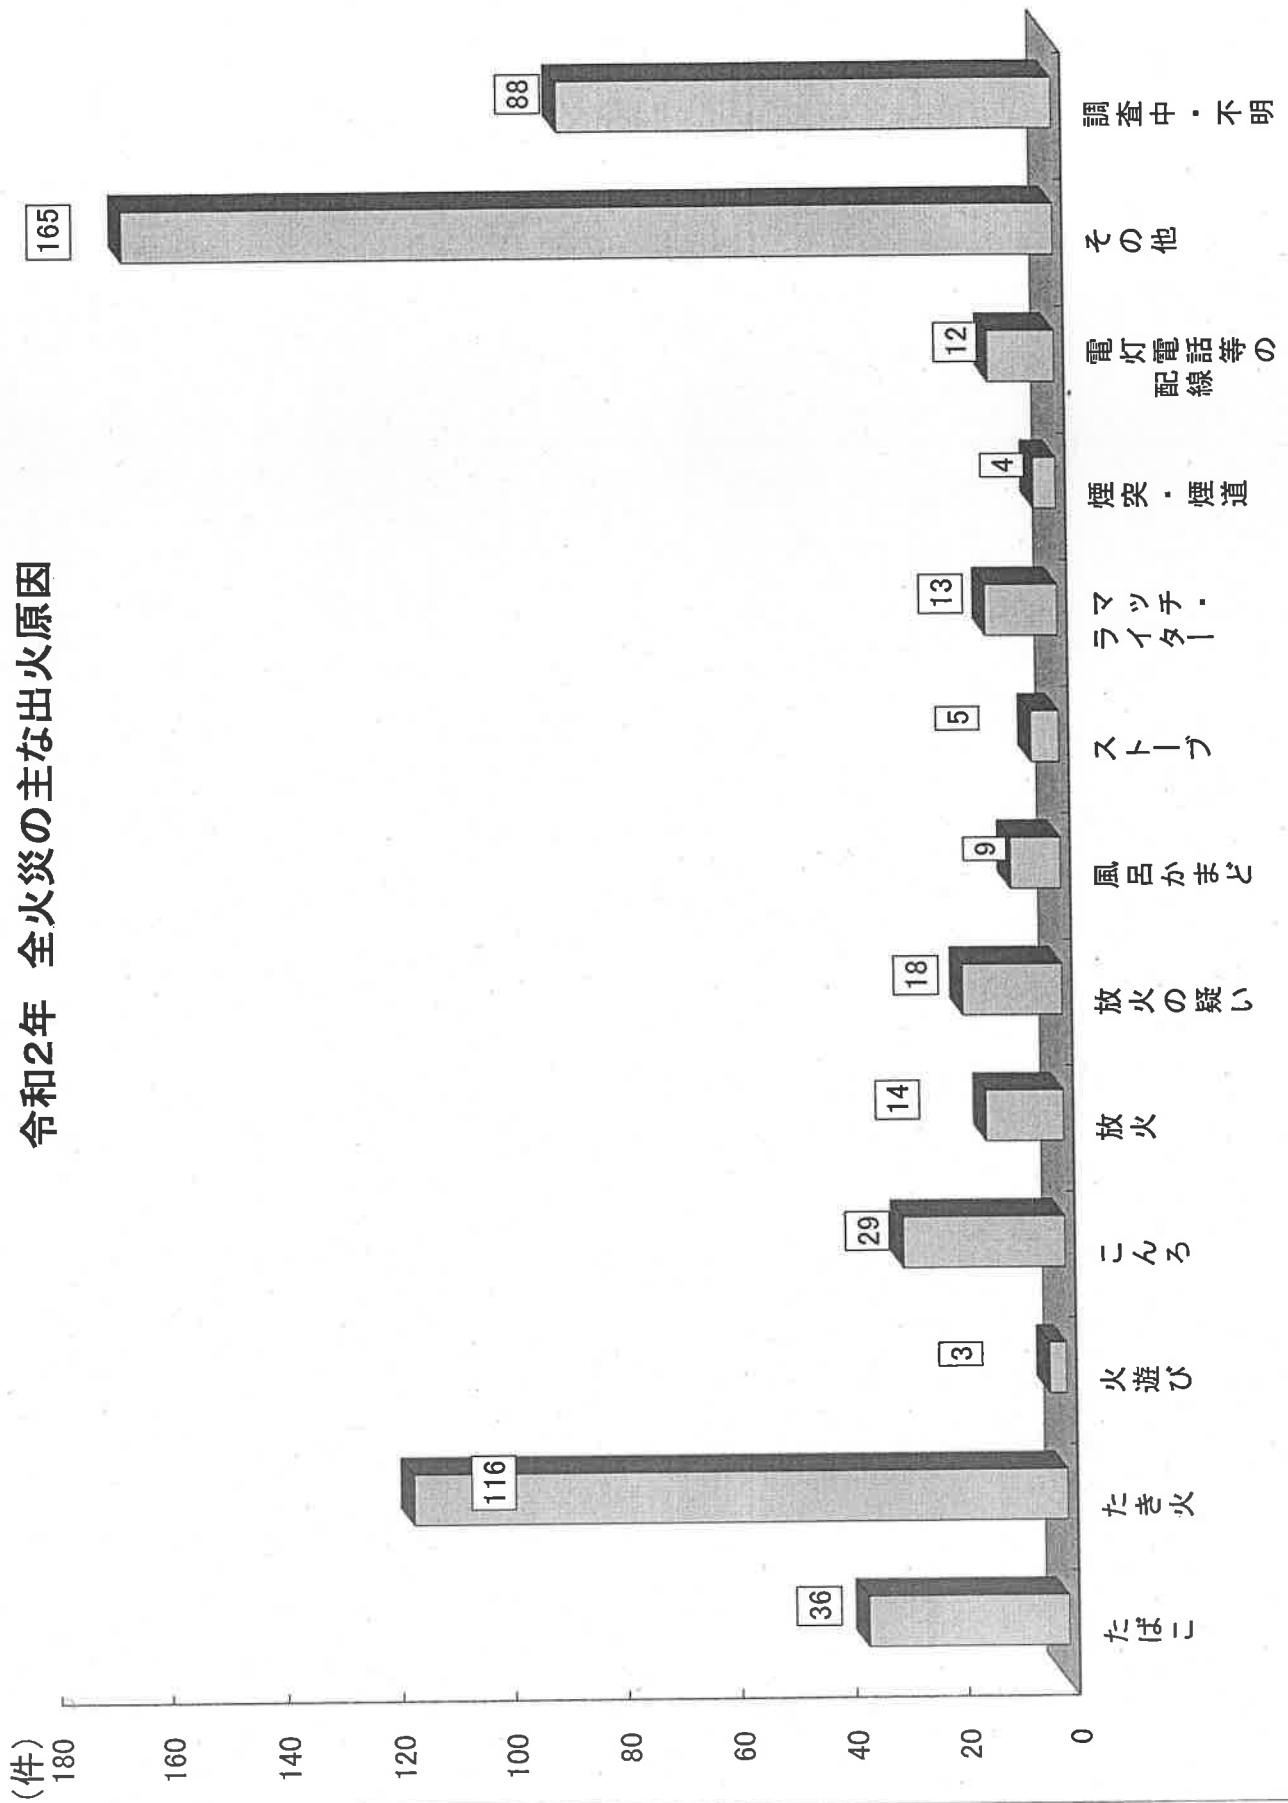 令和2年 全火災の主な出火原因
(件)
180
160
140
120
100
80
60
40
20
0
36
116
3
29
14
18
9
5
13
4
12
165
88
たばこ
たき火
火遊び
こんろ
放火
放火の疑い
風呂かまど
ストーブ
マッチ・
ライター
煙突・煙道
電灯電話等の
配線
その他
調査中・不明